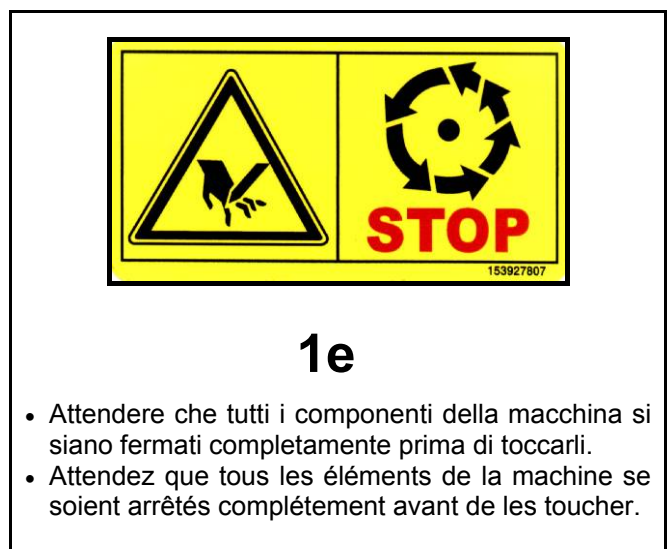 STOP
153927807
1e
• Attendere che tutti i componenti della macchina si
siano fermati completamente prima di toccarli.
• Attendez que tous les éléments de la machine se
soient arrêtés complétement avant de les toucher.